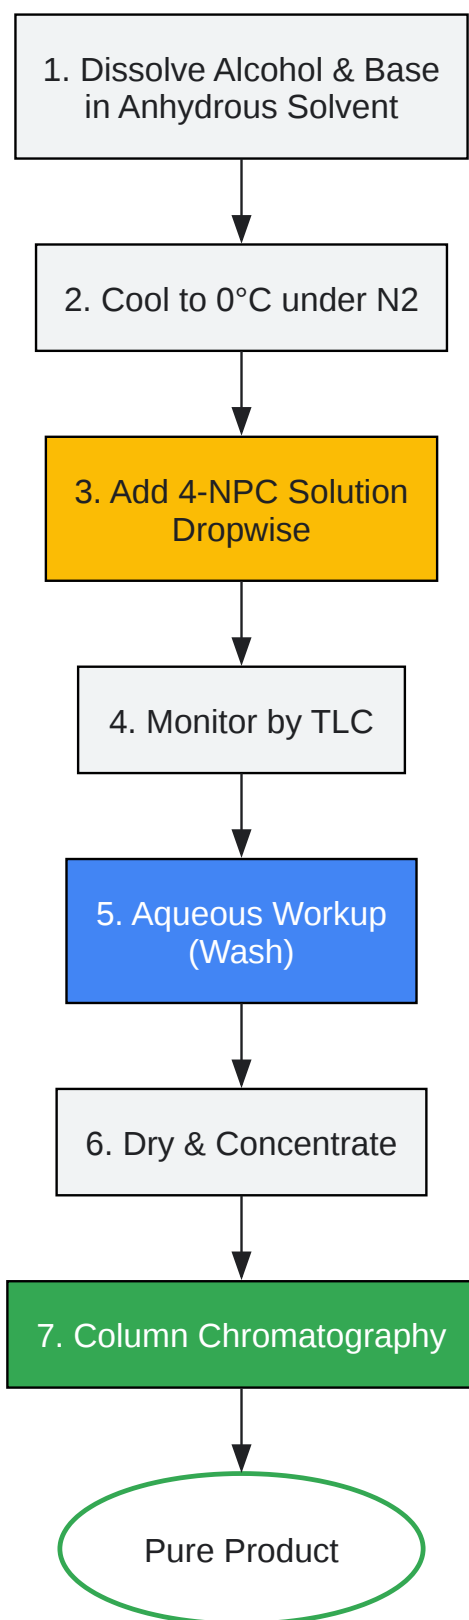 1. Dissolve Alcohol & Base
in Anhydrous Solvent
2. Cool to 0°C under N2
3. Add 4-NPC Solution
Dropwise
4. Monitor by TLC
5. Aqueous Workup
(Wash)
6. Dry & Concentrate
7. Column Chromatography
Pure Product